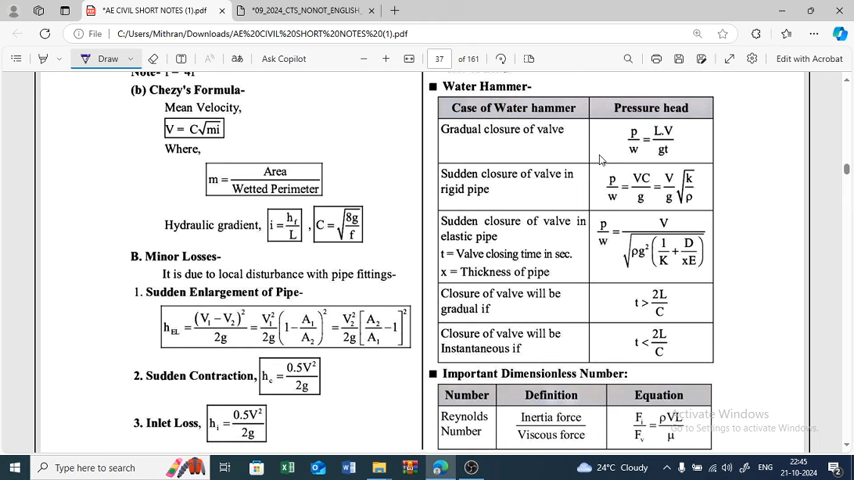 *AE CIVIL SHORT NOTES (1).pdf
*09_2024_CTS_NONOT_ENGLISH_
File C:/Users/Mithran/Downloads/AE%20CIVIL%20SHORT%20NOTES%20(1).pdf
Draw
Ask Copilot
37 of 161
Edit with Acrobat
(b) Chezy's Formula-
Mean Velocity,
V = C√mi
Where,
m = Area / Wetted Perimeter
Hydraulic gradient, i = h_f / L , C = √(8g / f)
B. Minor Losses-
It is due to local disturbance with pipe fittings-
1. Sudden Enlargement of Pipe-
h_EL = (V₁ − V₂)² / 2g = V₁² / 2g (1 − A₁ / A₂)² = V₂² / 2g [A₂ / A₁ − 1]²
2. Sudden Contraction, h_c = 0.5V² / 2g
3. Inlet Loss, h_i = 0.5V² / 2g
■ Water Hammer-
Case of Water hammer Pressure head
Gradual closure of valve p / w = L.V / gt
Sudden closure of valve in
rigid pipe p / w = VC / g = V / g √(k / ρ)
Sudden closure of valve in
elastic pipe p / w = V / √(ρg² (1 / K + D / xE))
t = Valve closing time in sec.
x = Thickness of pipe
Closure of valve will be
gradual if t > 2L / C
Closure of valve will be
Instantaneous if t < 2L / C
■ Important Dimensionless Number:
Number Definition Equation
Reynolds
Number Inertia force / Viscous force F_i / F_v = ρVL / μ
Activate Windows
Go to Settings to activate Windows.
Type here to search
24°C Cloudy
ENG
22:45
21-10-2024
2